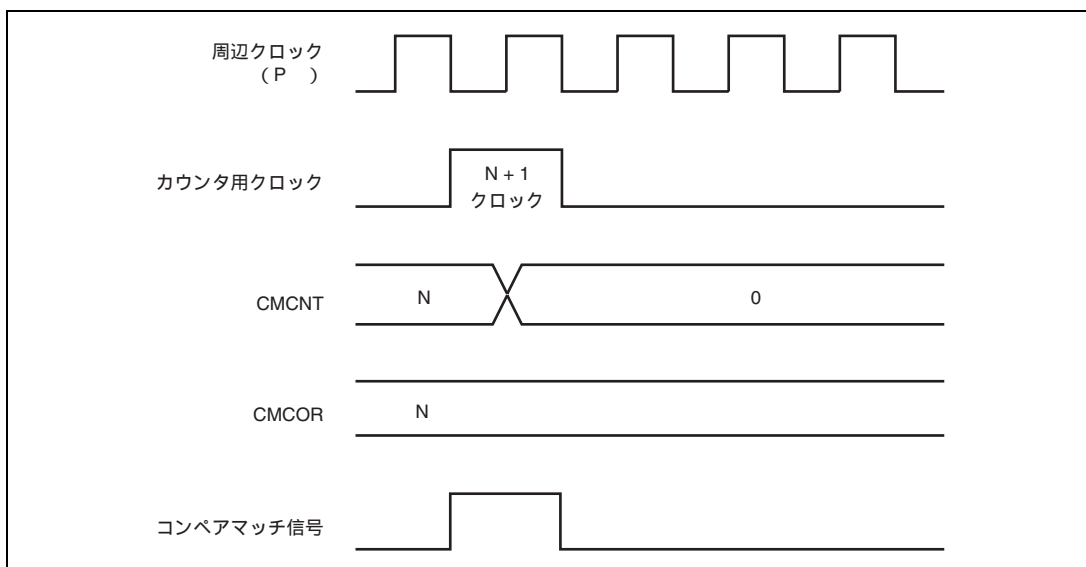 周辺クロック
（P　）
カウンタ用クロック
N + 1
クロック
CMCNT
N
0
CMCOR
N
コンペアマッチ信号